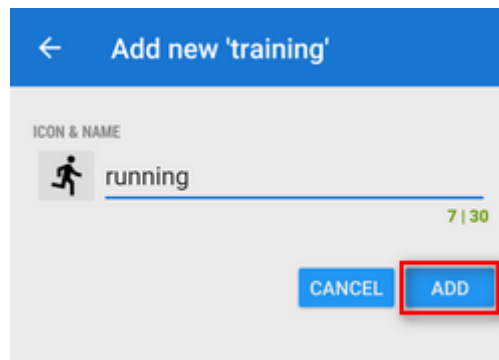 Add new 'training'
ICON & NAME
running
7 | 30
CANCEL ADD